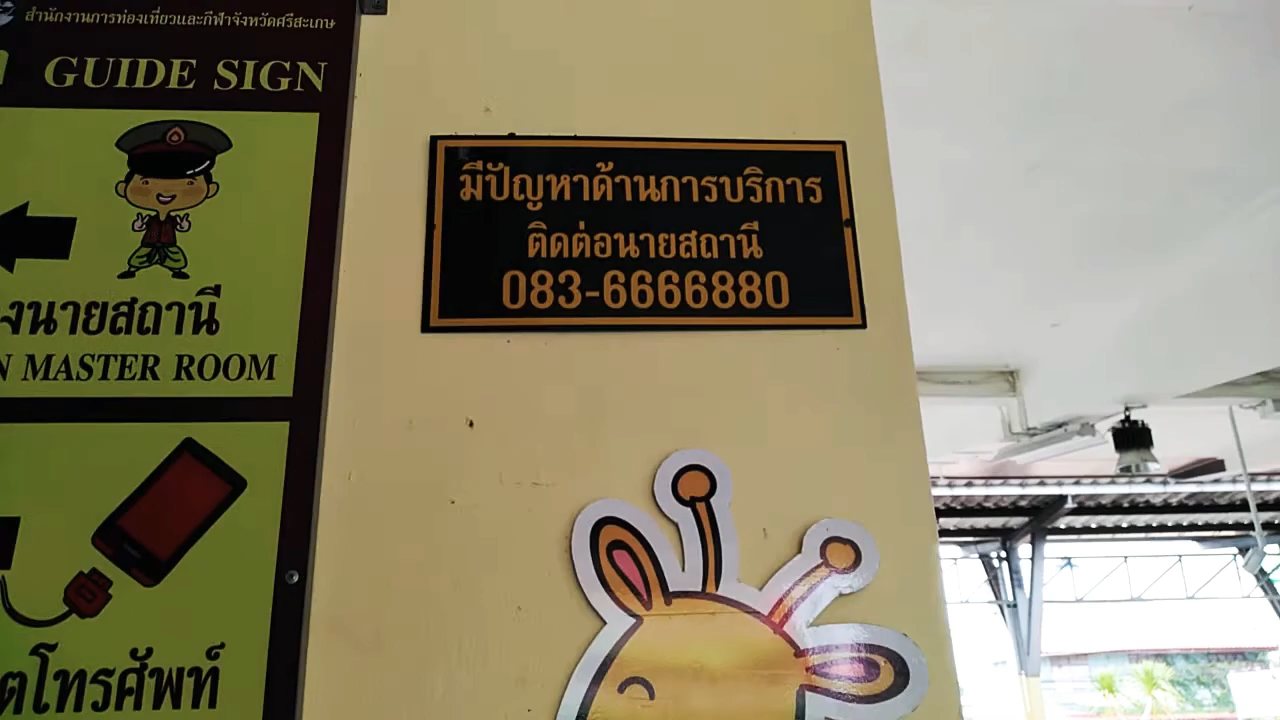 สำนักงานการท่องเที่ยวและกีฬาจังหวัดศรีสะเกษ
GUIDE SIGN
นายสถานี
MASTER ROOM
โทรศัพท์
มีปัญหาด้านการบริการ
ติดต่อนายสถานี
083-6666880